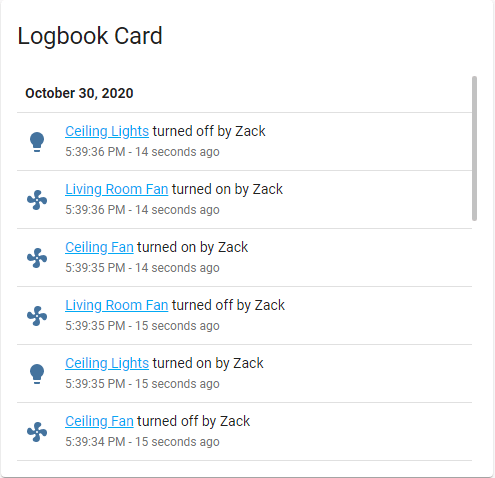 Logbook Card
October 30, 2020
Ceiling Lights turned off by Zack
5:39:36 PM - 14 seconds ago
Living Room Fan turned on by Zack
5:39:36 PM - 14 seconds ago
Ceiling Fan turned on by Zack
5:39:35 PM - 14 seconds ago
Living Room Fan turned off by Zack
5:39:35 PM - 15 seconds ago
Ceiling Lights turned on by Zack
5:39:35 PM - 15 seconds ago
Ceiling Fan turned off by Zack
5:39:34 PM - 15 seconds ago